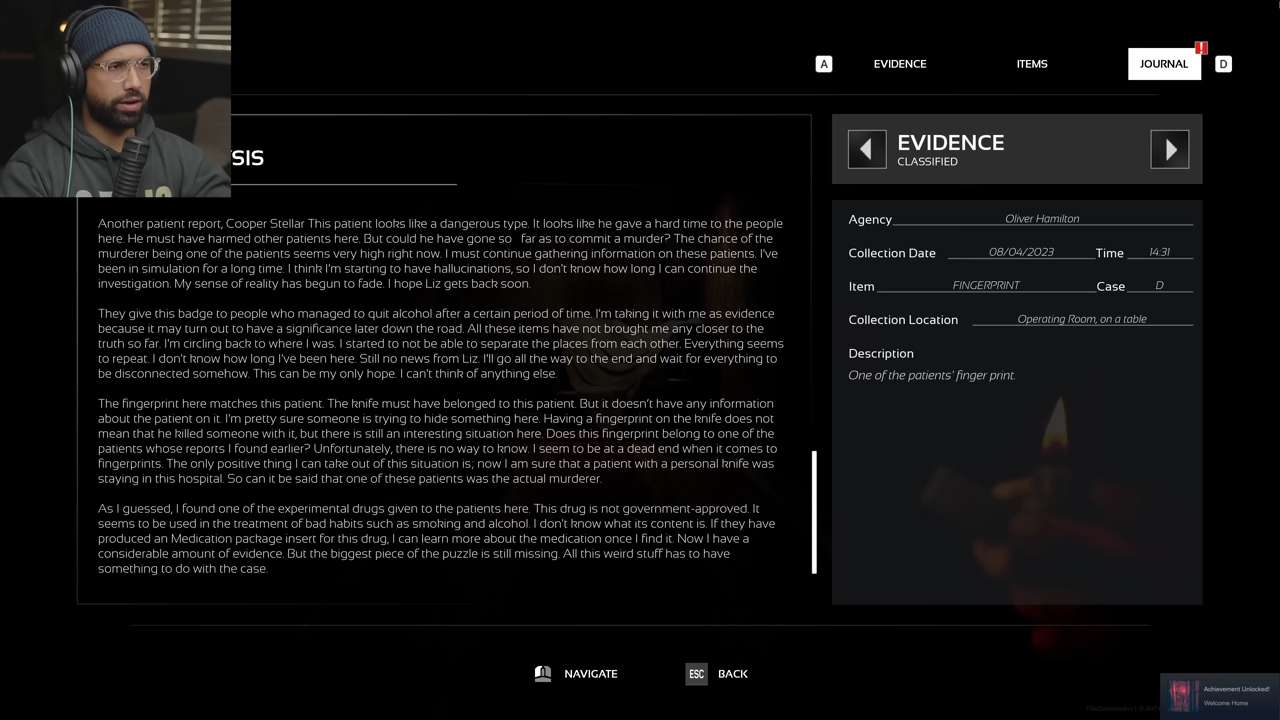 A
EVIDENCE
ITEMS
JOURNAL
!
D
SIS
EVIDENCE
CLASSIFIED
Another patient report, Cooper Stellar This patient looks like a dangerous type. It looks like he gave a hard time to the people
here. He must have harmed other patients here. But could he have gone so far as to commit a murder? The chance of the
murderer being one of the patients seems very high right now. I must continue gathering information on these patients. I've
been in simulation for a long time. I think I'm starting to have hallucinations, so I don't know how long I can continue the
investigation. My sense of reality has begun to fade. I hope Liz gets back soon.
They give this badge to people who managed to quit alcohol after a certain period of time. I'm taking it with me as evidence
because it may turn out to have a significance later down the road. All these items have not brought me any closer to the
truth so far. I'm circling back to where I was. I started to not be able to separate the places from each other. Everything seems
to repeat. I don't know how long I've been here. Still no news from Liz. I'll go all the way to the end and wait for everything to
be disconnected somehow. This can be my only hope. I can't think of anything else.
The fingerprint here matches this patient. The knife must have belonged to this patient. But it doesn't have any information
about the patient on it. I'm pretty sure someone is trying to hide something here. Having a fingerprint on the knife does not
mean that he killed someone with it, but there is still an interesting situation here. Does this fingerprint belong to one of the
patients whose reports I found earlier? Unfortunately, there is no way to know. I seem to be at a dead end when it comes to
fingerprints. The only positive thing I can take out of this situation is; now I am sure that a patient with a personal knife was
staying in this hospital. So can it be said that one of these patients was the actual murderer.
As I guessed, I found one of the experimental drugs given to the patients here. This drug is not government-approved. It
seems to be used in the treatment of bad habits such as smoking and alcohol. I don't know what its content is. If they have
produced an Medication package insert for this drug, I can learn more about the medication once I find it. Now I have a
considerable amount of evidence. But the biggest piece of the puzzle is still missing. All this weird stuff has to have
something to do with the case.
Agency Oliver Hamilton
Collection Date 08/04/2023 Time 14:31
Item FINGERPRINT Case D
Collection Location Operating Room, on a table
Description
One of the patients' finger print.
NAVIGATE
ESC BACK
Achievement Unlocked!
Welcome Home